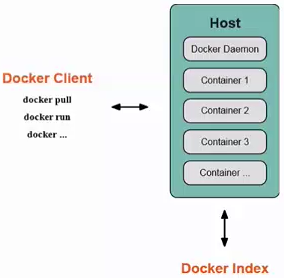 Host
Docker Daemon
Container 1
Container 2
Container 3
Container ...
Docker Client
docker pull
docker run
docker ...
Docker Index